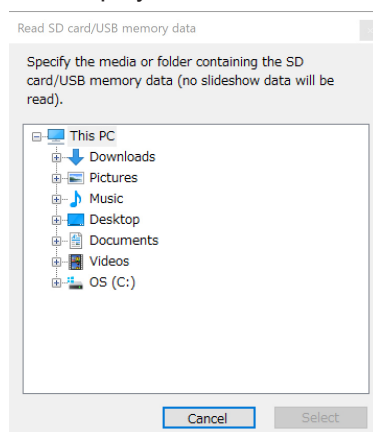 Read SD card/USB memory data
Specify the media or folder containing the SD
card/USB memory data (no slideshow data will be
read).
This PC
Downloads
Pictures
Music
Desktop
Documents
Videos
OS (C:)
Cancel
Select